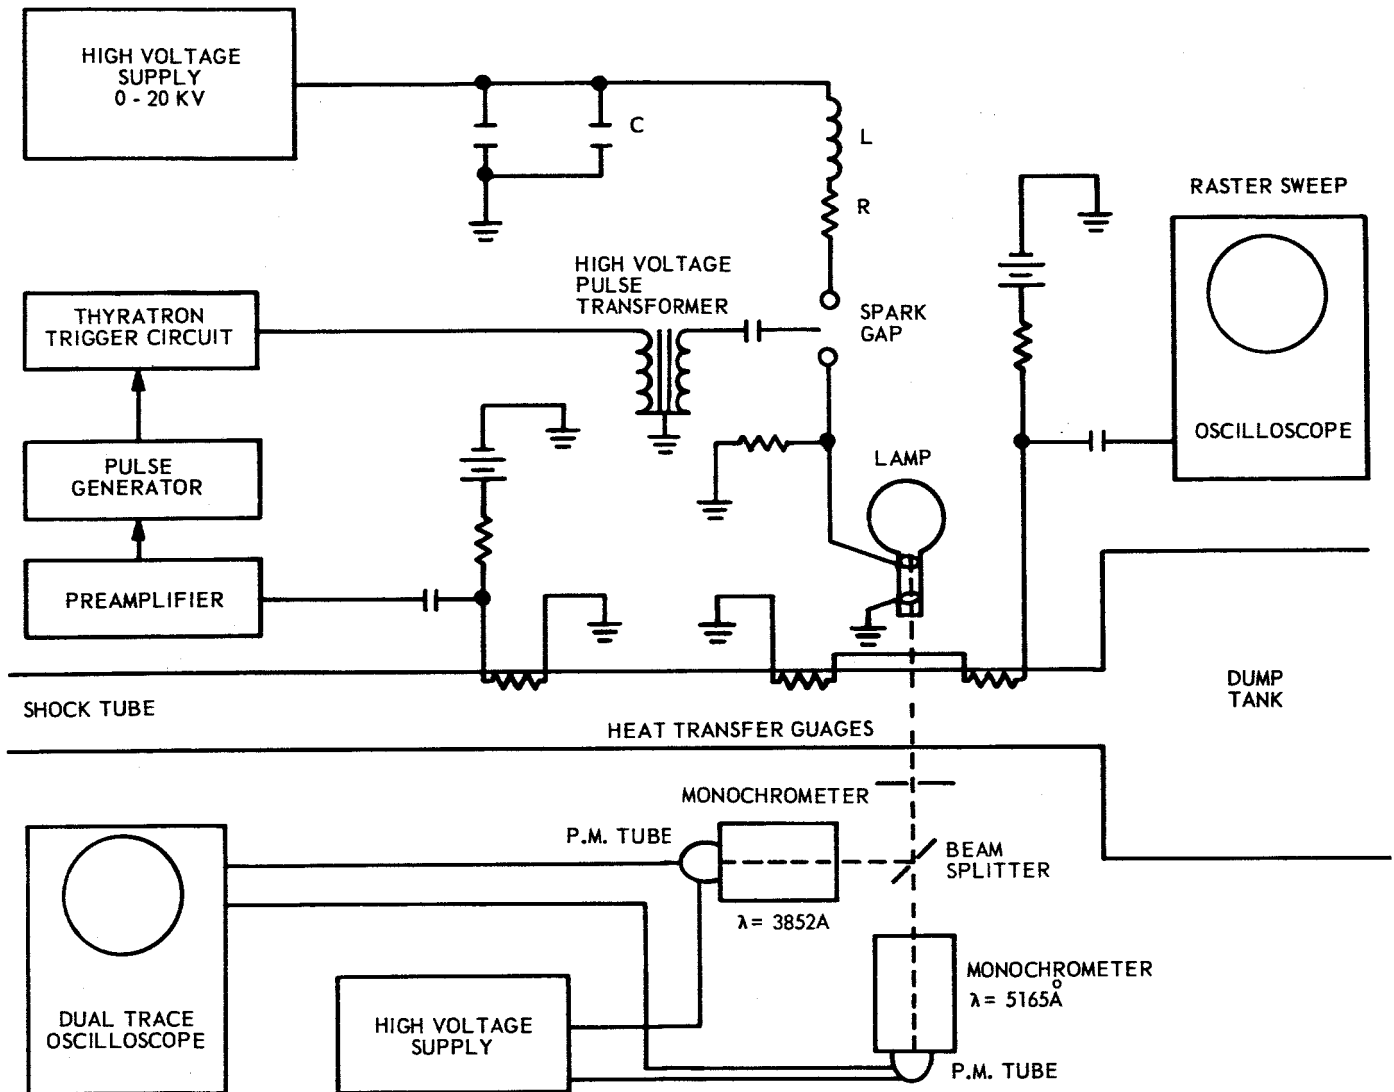 HIGH VOLTAGE
SUPPLY
0 - 20 KV
C
L
R
RASTER SWEEP
HIGH VOLTAGE
PULSE
TRANSFORMER
THYRATRON
TRIGGER CIRCUIT
SPARK
GAP
OSCILLOSCOPE
PULSE
GENERATOR
LAMP
PREAMPLIFIER
SHOCK TUBE
DUMP
TANK
HEAT TRANSFER GUAGES
MONOCHROMETER
P.M. TUBE
BEAM
SPLITTER
λ = 3852A
MONOCHROMETER
λ = 5165Å
DUAL TRACE
OSCILLOSCOPE
HIGH VOLTAGE
SUPPLY
P.M. TUBE